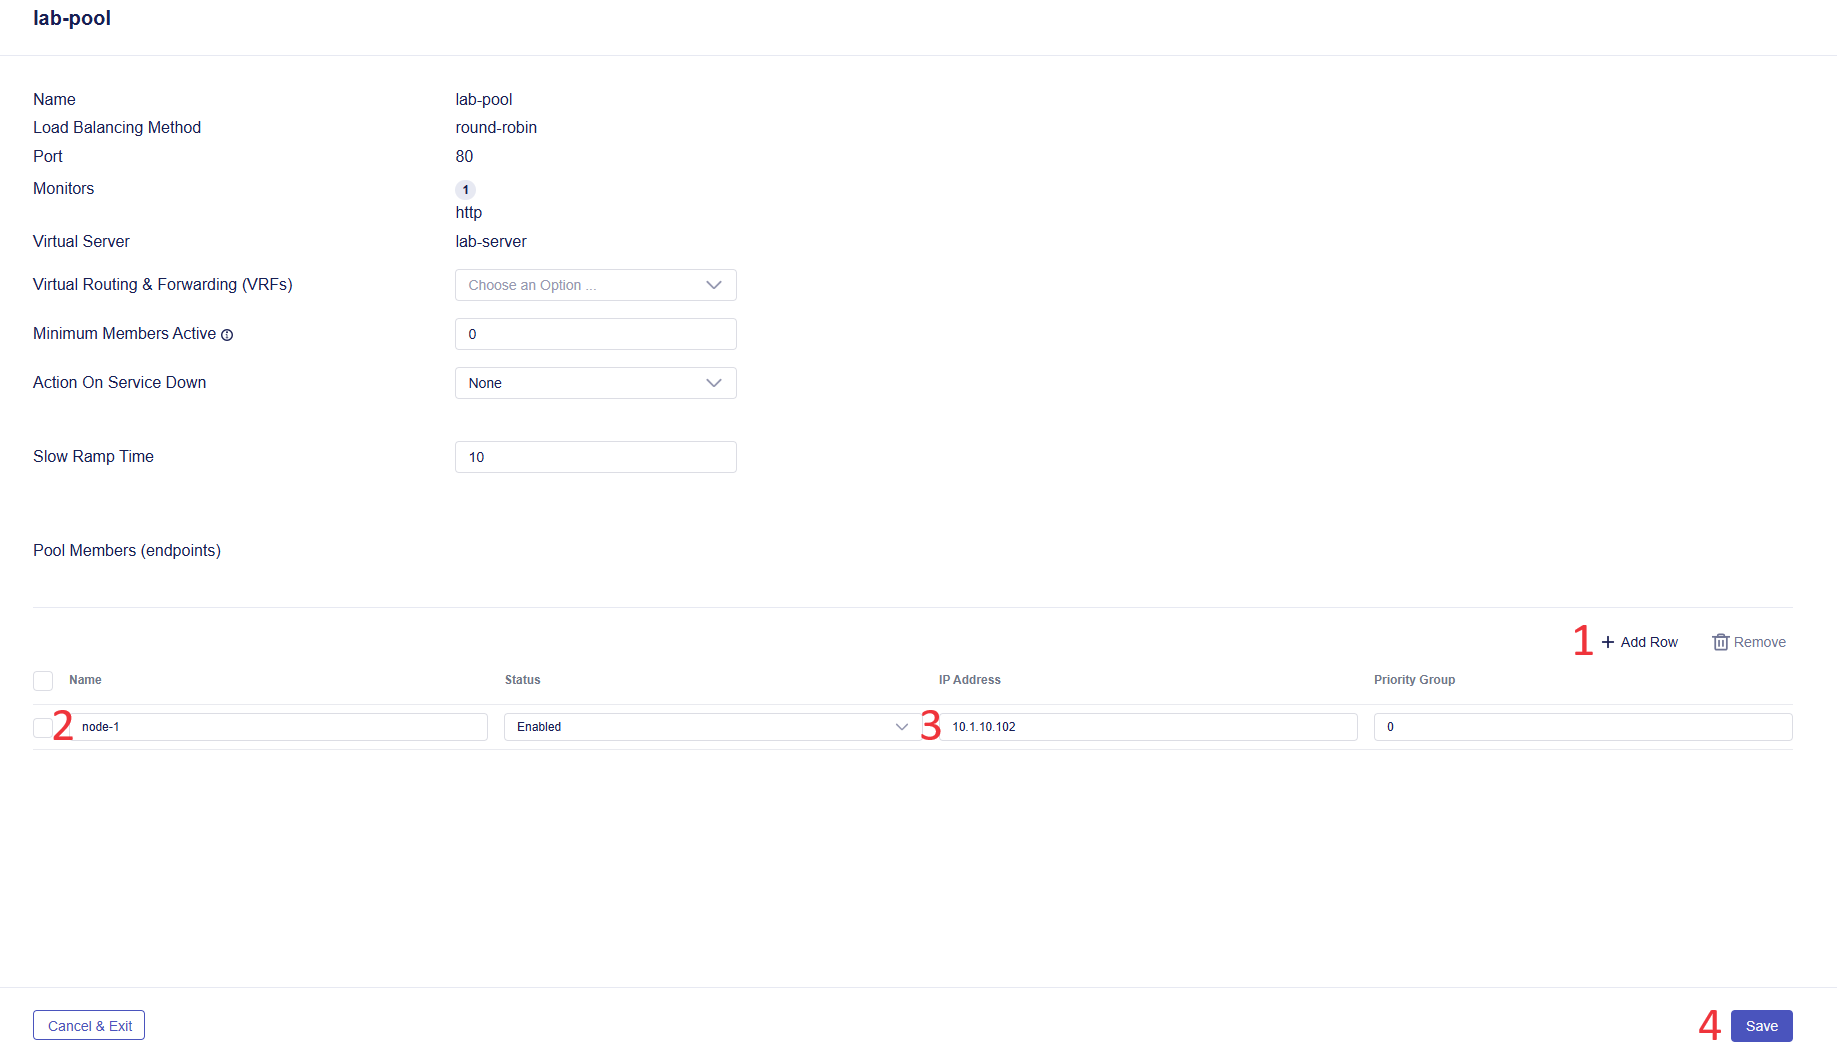 lab-pool
Name lab-pool
Load Balancing Method round-robin
Port 80
Monitors 1
http
Virtual Server lab-server
Virtual Routing & Forwarding (VRFs) Choose an Option ...
Minimum Members Active 0
Action On Service Down None
Slow Ramp Time 10
Pool Members (endpoints)
1 + Add Row Remove
Name Status IP Address Priority Group
2 node-1 Enabled 3 10.1.10.102 0
Cancel & Exit 4 Save